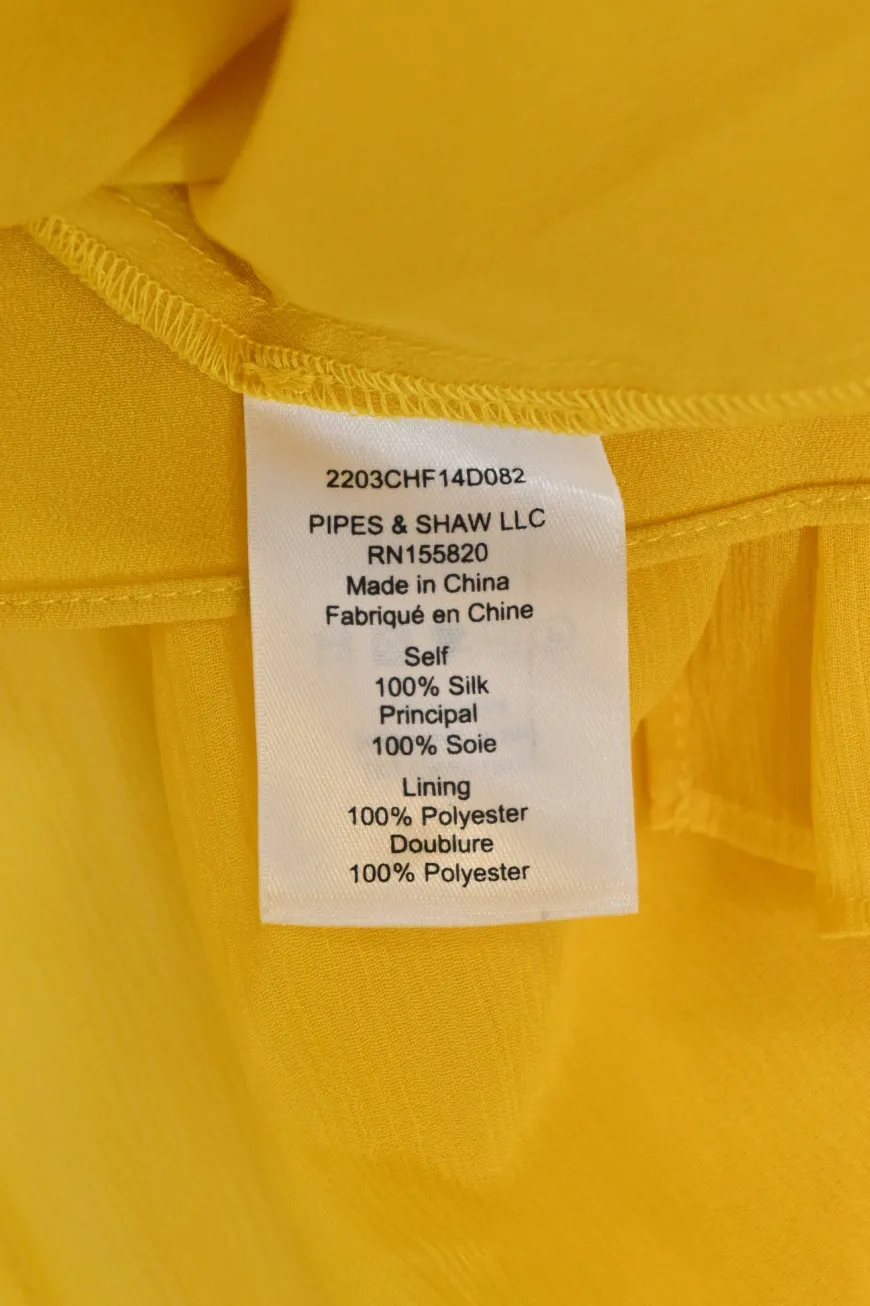 2203CHF14D082
PIPES & SHAW LLC
RN155820
Made in China
Fabriqué en Chine
Self
100% Silk
Principal
100% Soie
Lining
100% Polyester
Doublure
100% Polyester